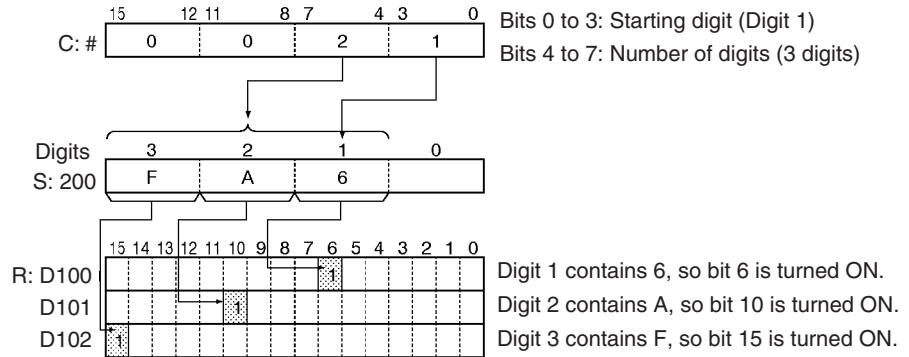 15 12 11 8 7 4 3 0
C: # 0 0 2 1
Bits 0 to 3: Starting digit (Digit 1)
Bits 4 to 7: Number of digits (3 digits)
Digits 3 2 1 0
S: 200 F A 6
15 14 13 12 11 10 9 8 7 6 5 4 3 2 1 0
R: D100 1 Digit 1 contains 6, so bit 6 is turned ON.
D101 1 Digit 2 contains A, so bit 10 is turned ON.
D102 1 Digit 3 contains F, so bit 15 is turned ON.